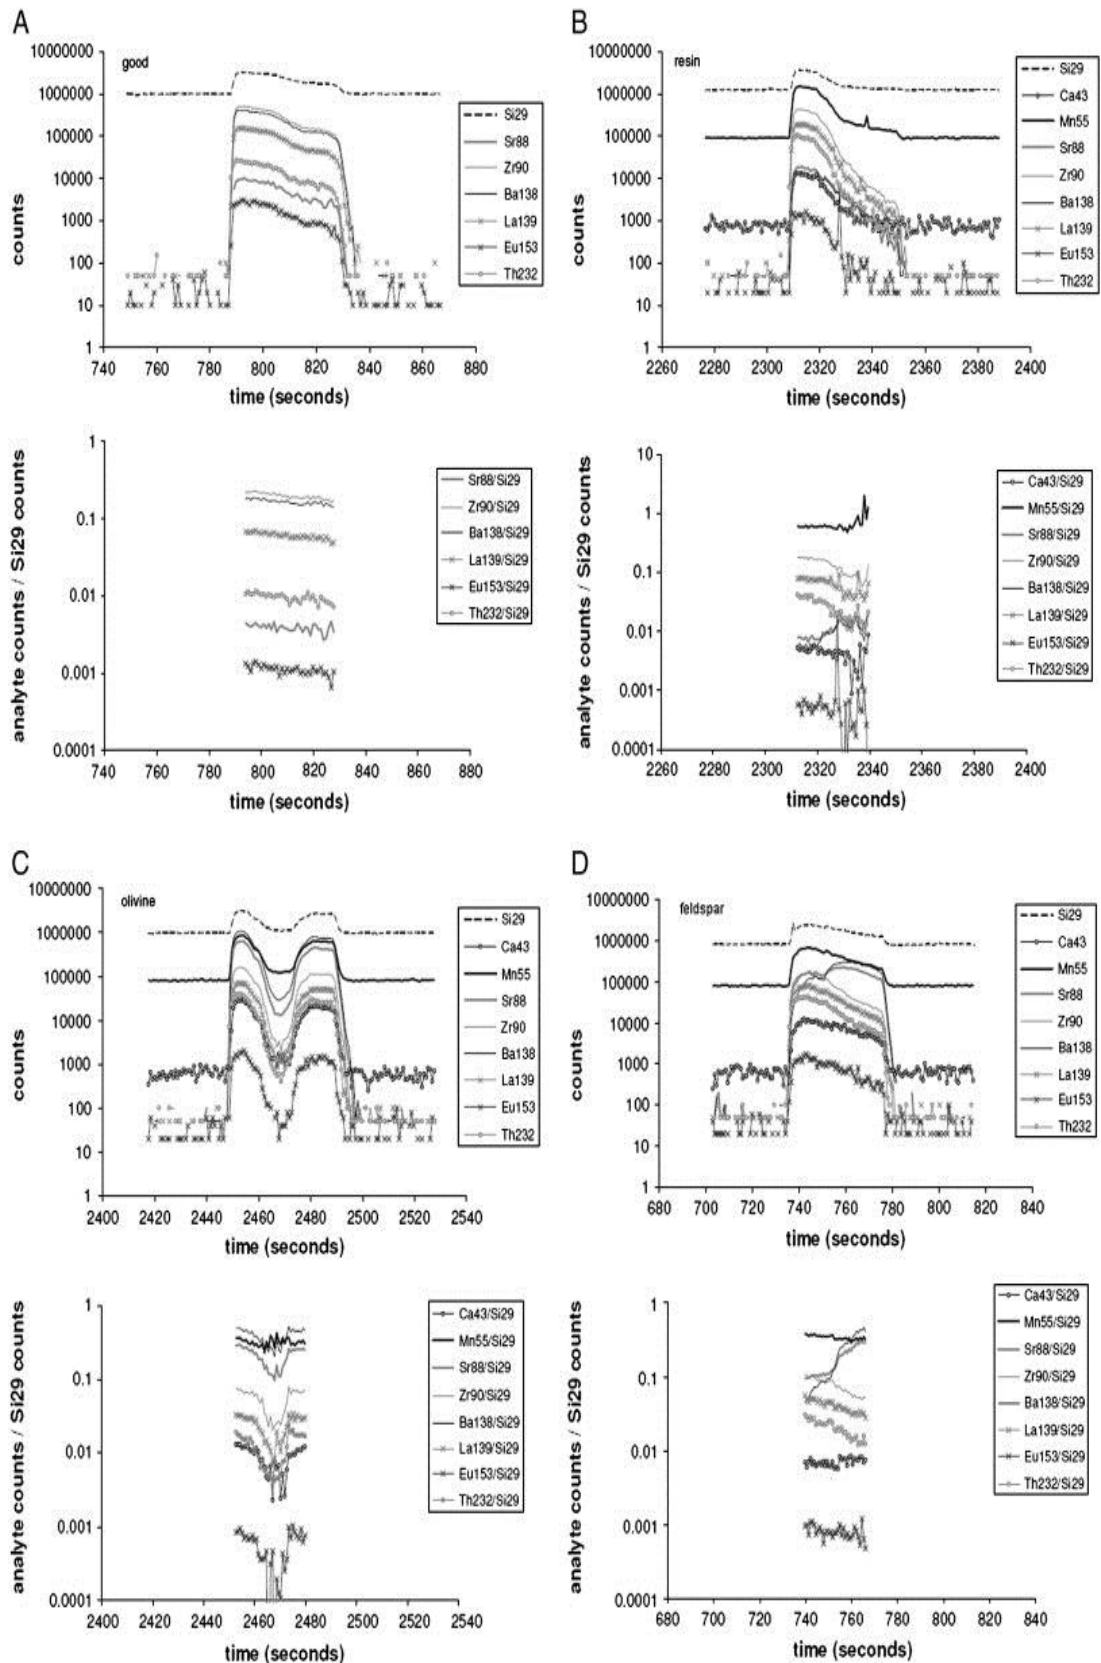 A
good
counts
10000000
1000000
100000
10000
1000
100
10
1
740 760 780 800 820 840 860 880
time (seconds)
Si29
Sr88
Zr90
Ba138
La139
Eu153
Th232
analyte counts / Si29 counts
1
0.1
0.01
0.001
0.0001
740 760 780 800 820 840 860 880
time (seconds)
Sr88/Si29
Zr90/Si29
Ba138/Si29
La139/Si29
Eu153/Si29
Th232/Si29
B
resin
counts
10000000
1000000
100000
10000
1000
100
10
1
2260 2280 2300 2320 2340 2360 2380 2400
time (seconds)
Si29
Ca43
Mn55
Sr88
Zr90
Ba138
La139
Eu153
Th232
analyte counts / Si29 counts
10
1
0.1
0.01
0.001
0.0001
2260 2280 2300 2320 2340 2360 2380 2400
time (seconds)
Ca43/Si29
Mn55/Si29
Sr88/Si29
Zr90/Si29
Ba138/Si29
La139/Si29
Eu153/Si29
Th232/Si29
C
olivine
counts
10000000
1000000
100000
10000
1000
100
10
1
2400 2420 2440 2460 2480 2500 2520 2540
time (seconds)
Si29
Ca43
Mn55
Sr88
Zr90
Ba138
La139
Eu153
Th232
analyte counts / Si29 counts
1
0.1
0.01
0.001
0.0001
2400 2420 2440 2460 2480 2500 2520 2540
time (seconds)
Ca43/Si29
Mn55/Si29
Sr88/Si29
Zr90/Si29
Ba138/Si29
La139/Si29
Eu153/Si29
Th232/Si29
D
feldspar
counts
10000000
1000000
100000
10000
1000
100
10
1
680 700 720 740 760 780 800 820 840
time (seconds)
Si29
Ca43
Mn55
Sr88
Zr90
Ba138
La139
Eu153
Th232
analyte counts / Si29 counts
1
0.1
0.01
0.001
0.0001
680 700 720 740 760 780 800 820 840
time (seconds)
Ca43/Si29
Mn55/Si29
Sr88/Si29
Zr90/Si29
Ba138/Si29
La139/Si29
Eu153/Si29
Th232/Si29